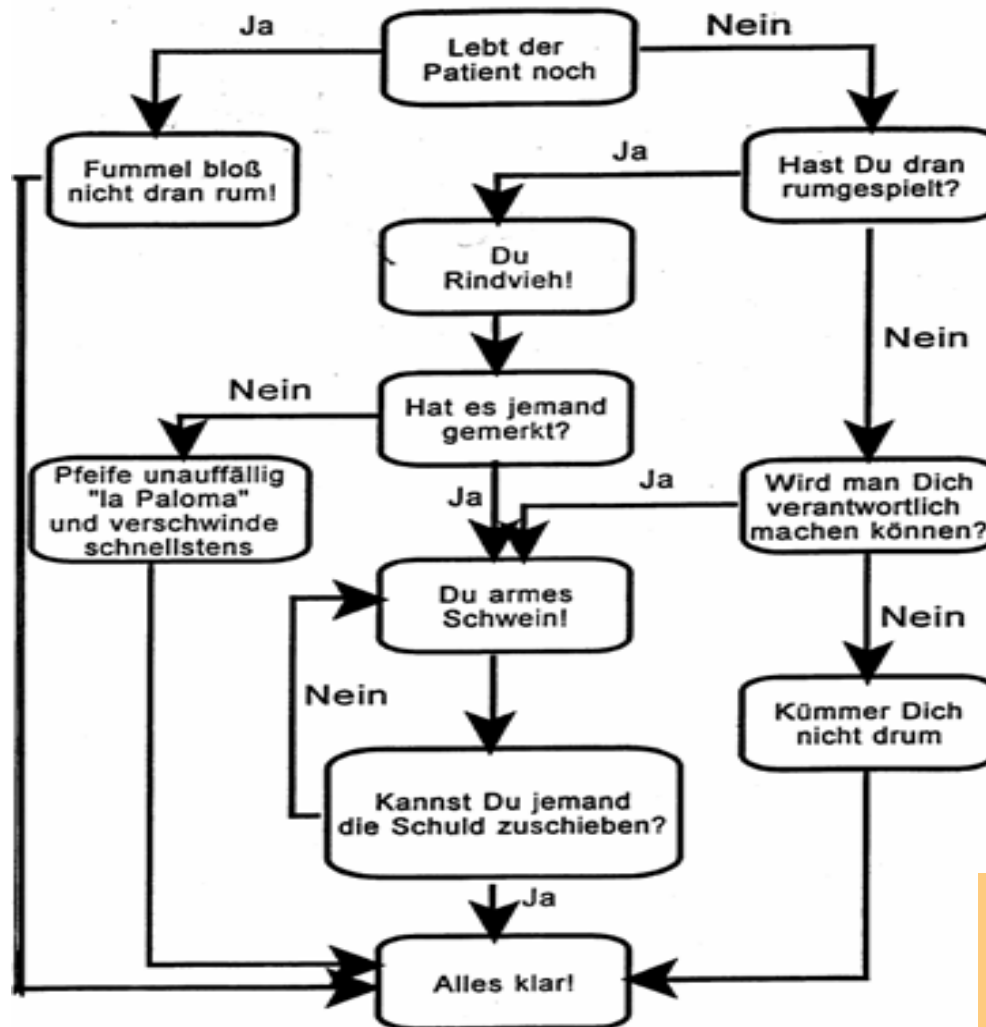 Ja
Lebt der
Patient noch
Nein
Fummel bloß
nicht dran rum!
Ja
Hast Du dran
rumgespielt?
Du
Rindvieh!
Nein
Nein
Hat es jemand
gemerkt?
Pfeife unauffällig
"la Paloma"
und verschwinde
schnellstens
Ja
Ja
Wird man Dich
verantwortlich
machen können?
Du armes
Schwein!
Nein
Nein
Kümmer Dich
nicht drum
Kannst Du jemand
die Schuld zuschieben?
Ja
Alles klar!